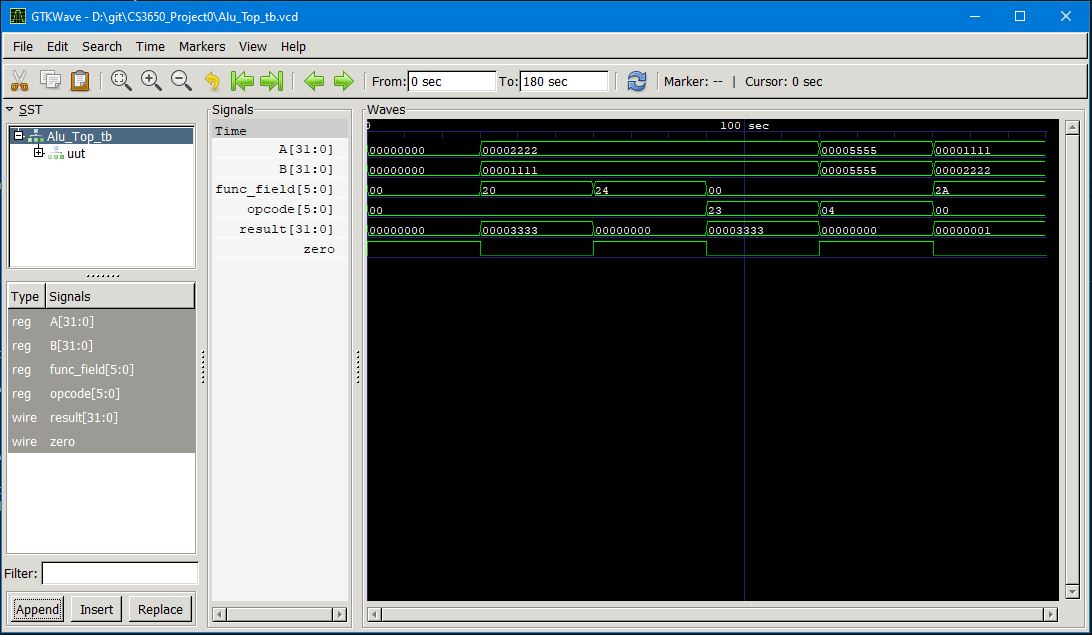 GTKWave - D:\git\CS3650_Project0\Alu_Top_tb.vcd
File Edit Search Time Markers View Help
From: 0 sec To: 180 sec Marker: -- | Cursor: 0 sec
SST
Alu_Top_tb
uut
Type Signals
reg A[31:0]
reg B[31:0]
reg func_field[5:0]
reg opcode[5:0]
wire result[31:0]
wire zero
Filter:
Append Insert Replace
Signals
Time
A[31:0]
B[31:0]
func_field[5:0]
opcode[5:0]
result[31:0]
zero
Waves
0 100 sec
00000000 00002222 00005555 00001111
00000000 00001111 00005555 00002222
00 20 24 00 2A
00 23 04 00
00000000 00003333 00000000 00003333 00000000 00000001